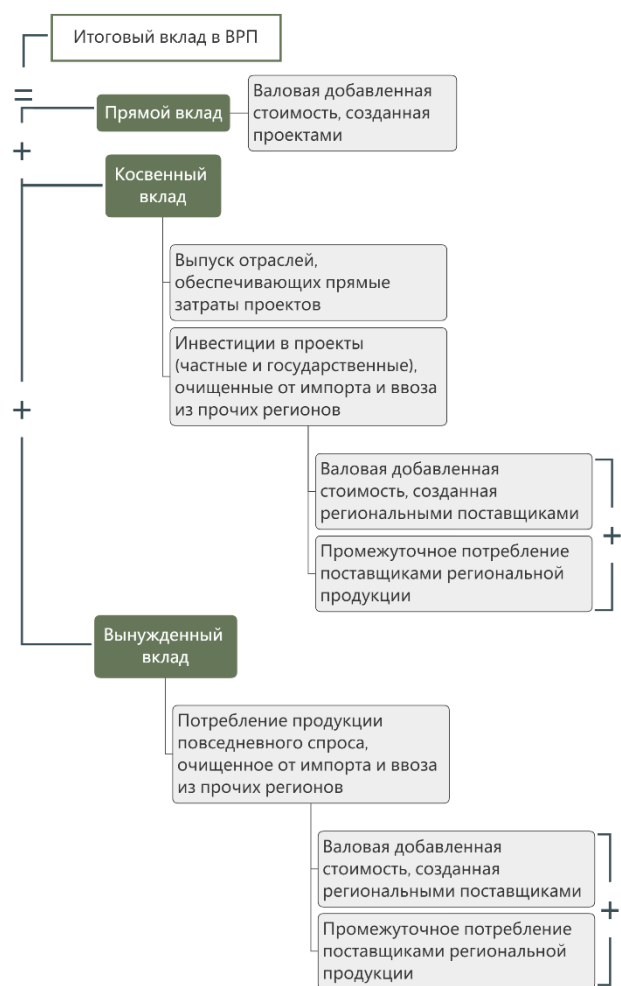 Итоговый вклад в ВРП
=
Прямой вклад
Валовая добавленная
стоимость, созданная
проектами
+
Косвенный
вклад
Выпуск отраслей,
обеспечивающих прямые
затраты проектов
Инвестиции в проекты
(частные и государственные),
очищенные от импорта и ввоза
из прочих регионов
+
Валовая добавленная
стоимость, созданная
региональными поставщиками
+
Промежуточное потребление
поставщиками региональной
продукции
Вынужденный
вклад
Потребление продукции
повседневного спроса,
очищенное от импорта и ввоза
из прочих регионов
Валовая добавленная
стоимость, созданная
региональными поставщиками
+
Промежуточное потребление
поставщиками региональной
продукции